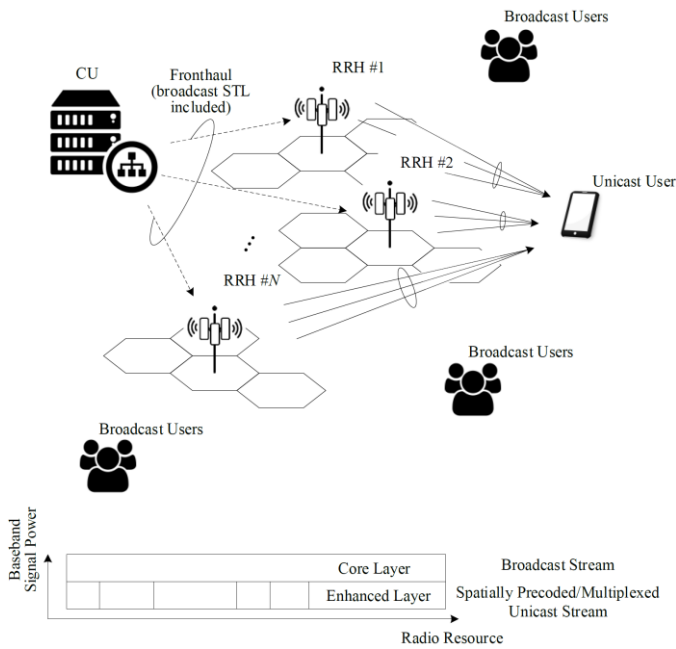 Broadcast Users
CU
Fronthaul
(broadcast STL
included)
RRH #1
RRH #2
Unicast User
RRH #N
Broadcast Users
Broadcast Users
Baseband
Signal Power
Core Layer
Broadcast Stream
Enhanced Layer
Spatially Precoded/Multiplexed
Unicast Stream
Radio Resource